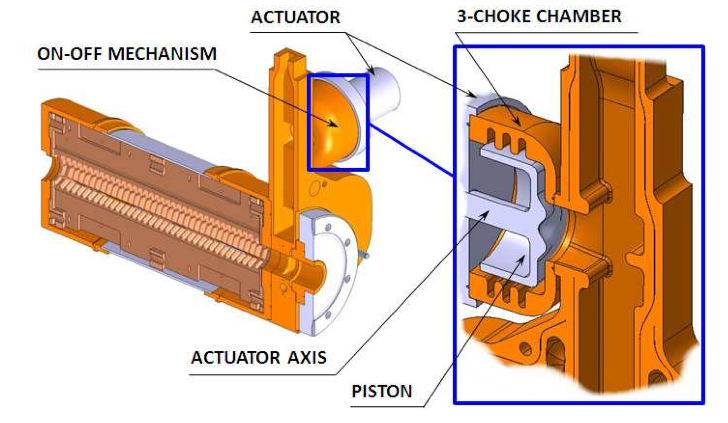 ACTUATOR
3-CHOKE CHAMBER
ON-OFF MECHANISM
ACTUATOR AXIS
PISTON